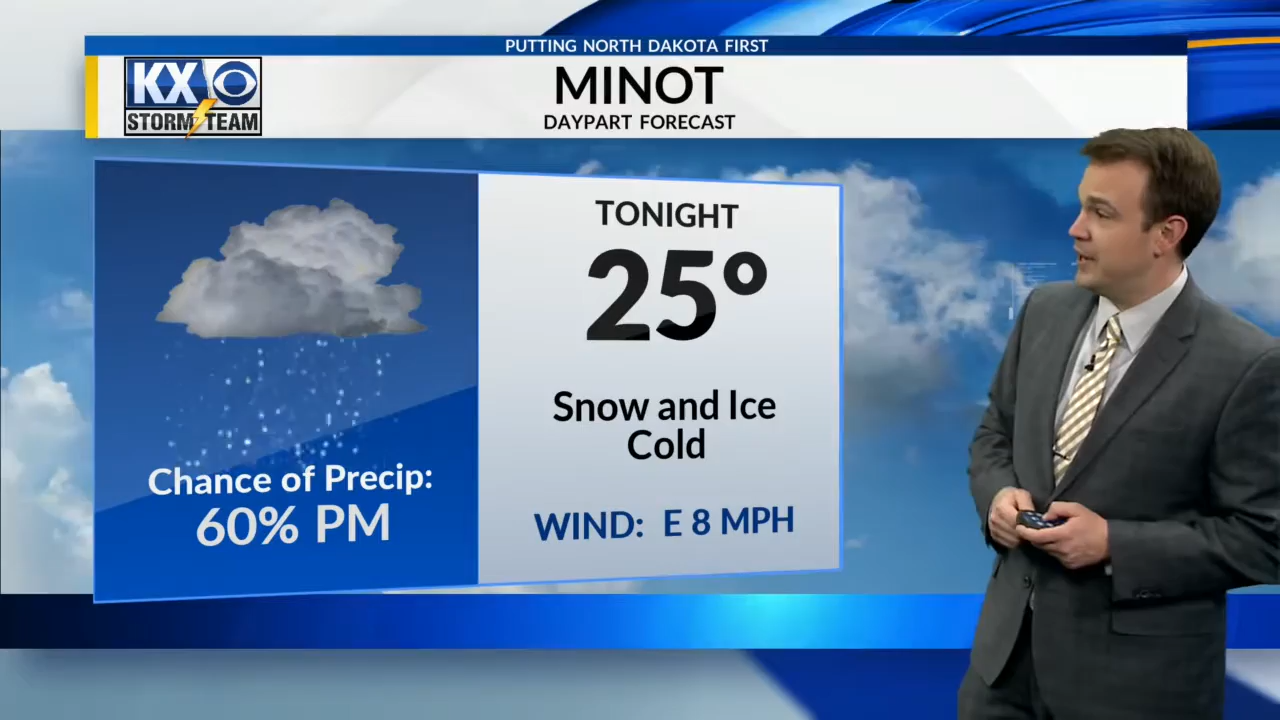 PUTTING NORTH DAKOTA FIRST
KX
STORM TEAM
MINOT
DAYPART FORECAST
TONIGHT
25°
Snow and Ice
Cold
WIND: E 8 MPH
Chance of Precip:
60% PM